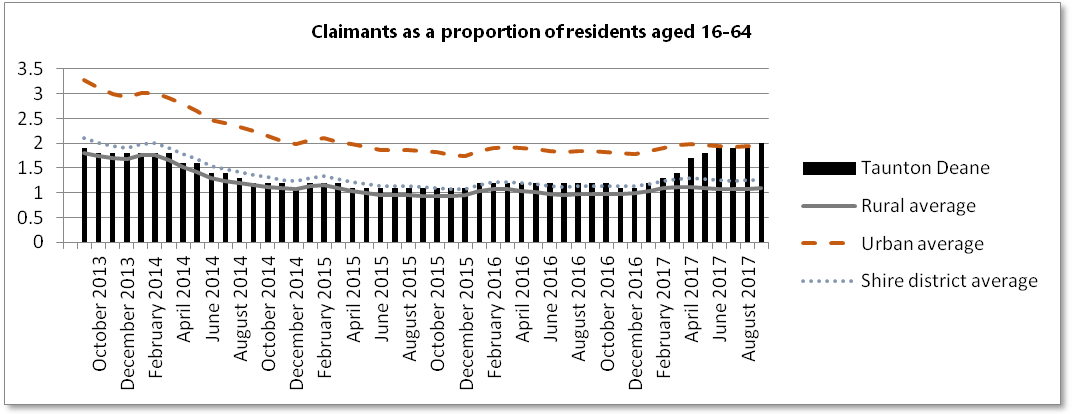 Claimants as a proportion of residents aged 16-64
3.5
3
2.5
2
1.5
1
0.5
0
October 2013
December 2013
February 2014
April 2014
June 2014
August 2014
October 2014
December 2014
February 2015
April 2015
June 2015
August 2015
October 2015
December 2015
February 2016
April 2016
June 2016
August 2016
October 2016
December 2016
February 2017
April 2017
June 2017
August 2017
Taunton Deane
Rural average
Urban average
Shire district average